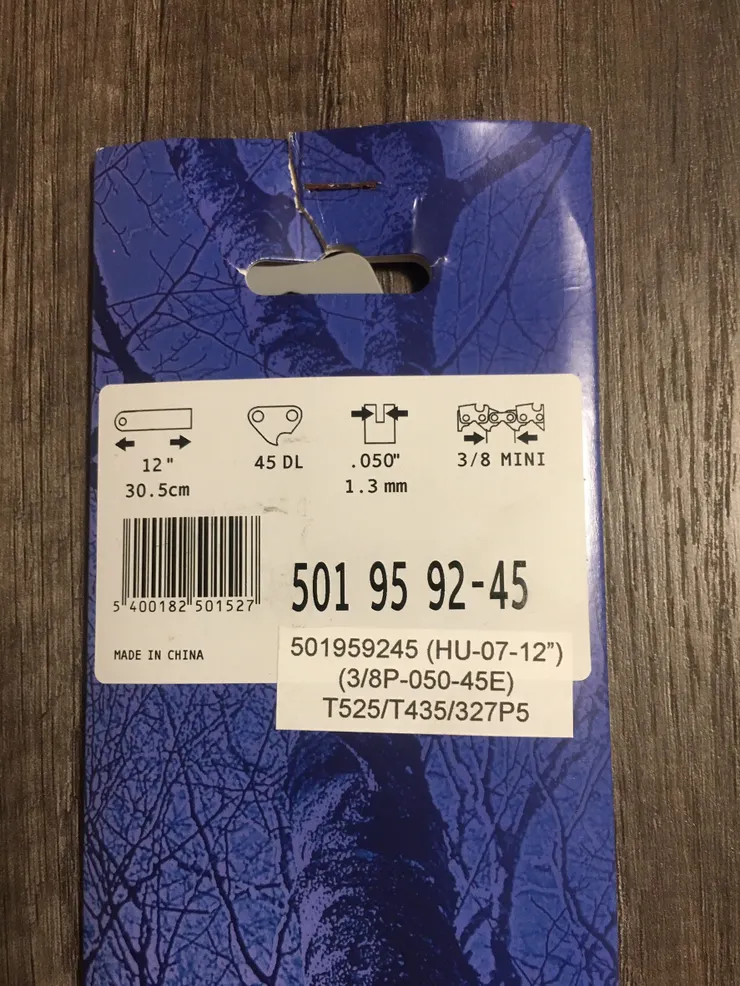 12" 45 DL .050" 3/8 MINI
30.5cm 1.3 mm
5 400182 501527
501 95 92-45
MADE IN CHINA
501959245 (HU-07-12”)
(3/8P-050-45E)
T525/T435/327P5